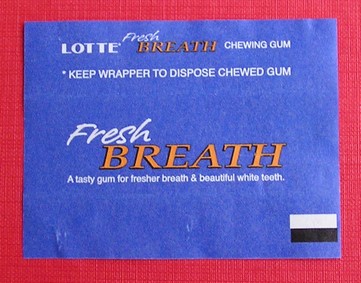 LOTTE Fresh BREATH CHEWING GUM
* KEEP WRAPPER TO DISPOSE CHEWED GUM
Fresh
BREATH
A tasty gum for fresher breath & beautiful white teeth.